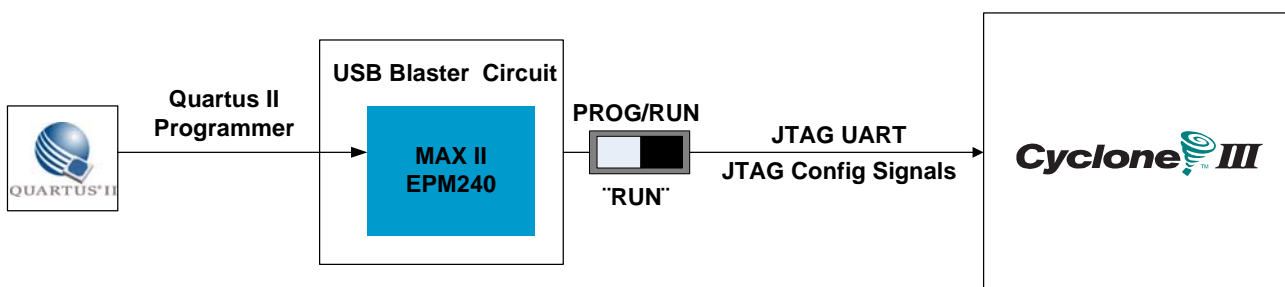 QUARTUS II
Quartus II
Programmer
USB Blaster Circuit
MAX II
EPM240
PROG/RUN
¨RUN¨
JTAG UART
JTAG Config Signals
Cyclone™ III